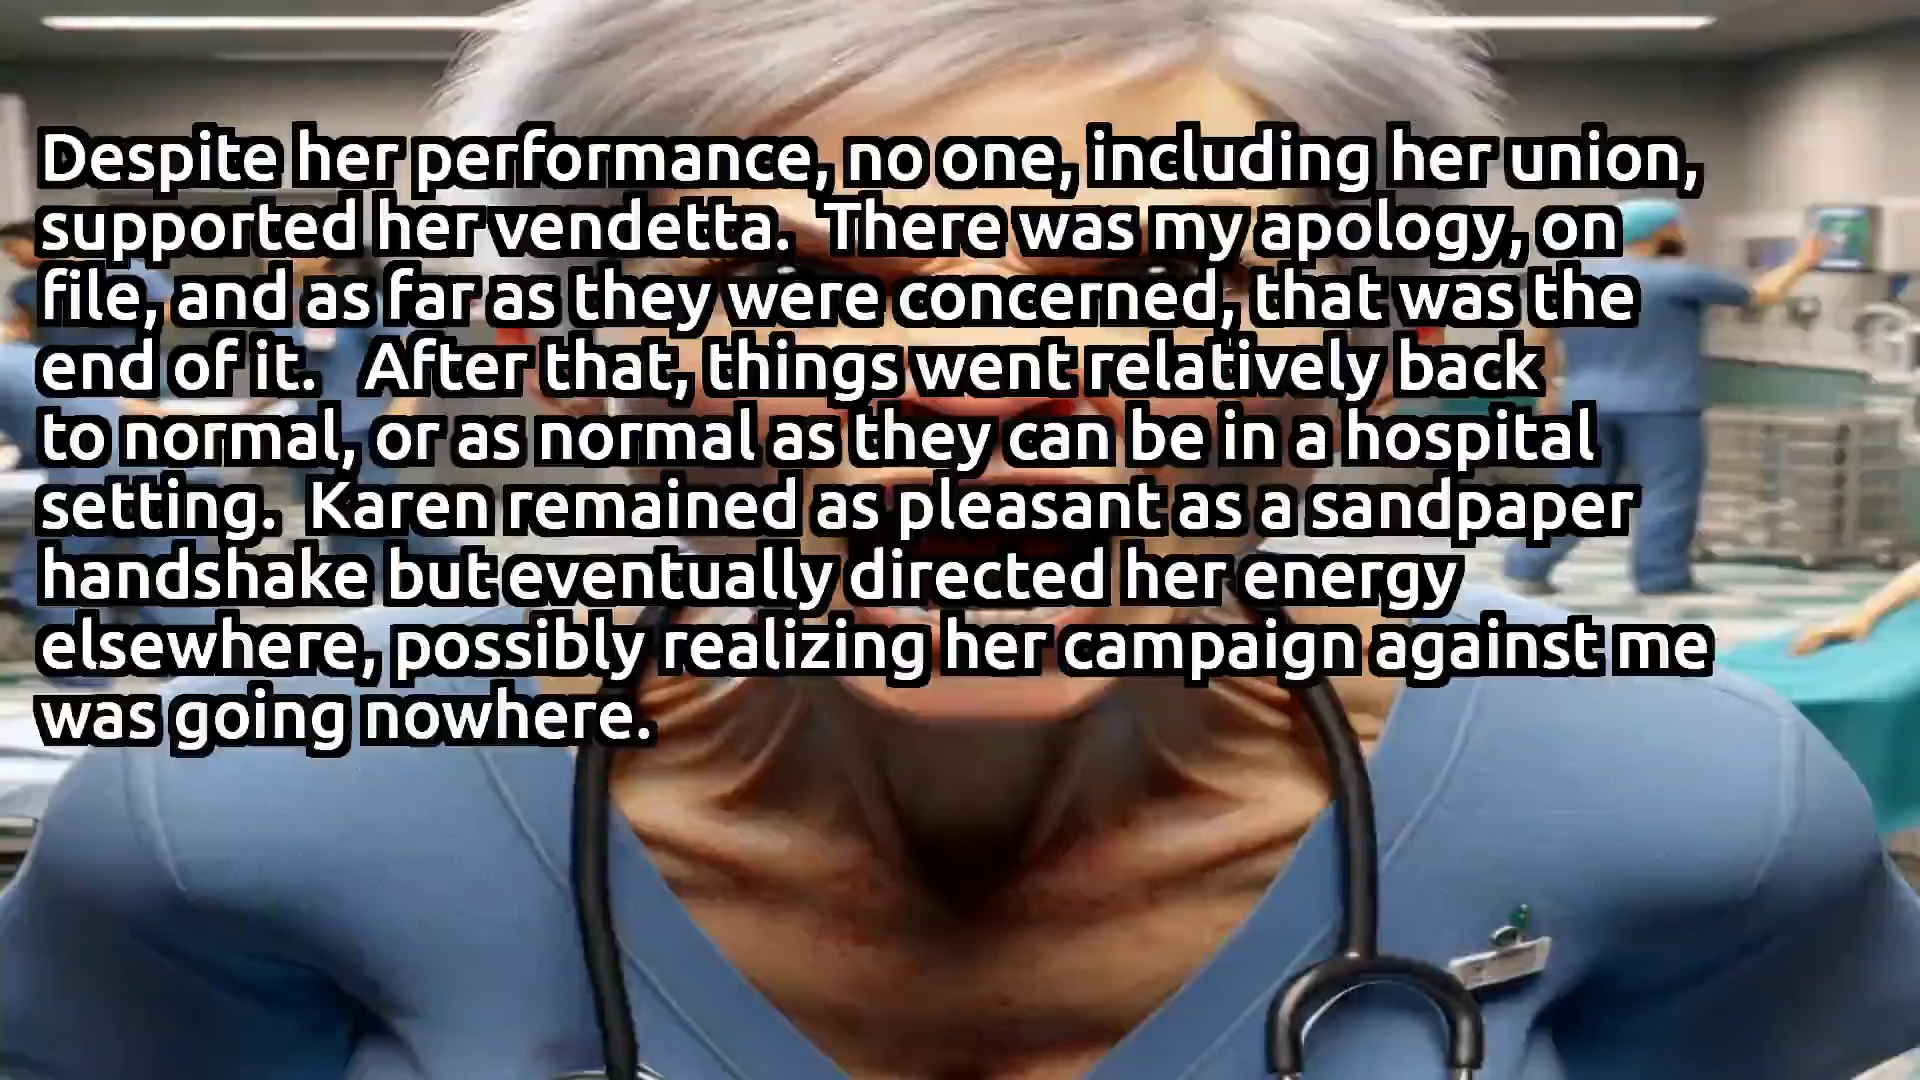 Despite her performance, no one, including her union,
supported her vendetta.  There was my apology, on
file, and as far as they were concerned, that was the
end of it.   After that, things went relatively back
to normal, or as normal as they can be in a hospital
setting.  Karen remained as pleasant as a sandpaper
handshake but eventually directed her energy
elsewhere, possibly realizing her campaign against me
was going nowhere.